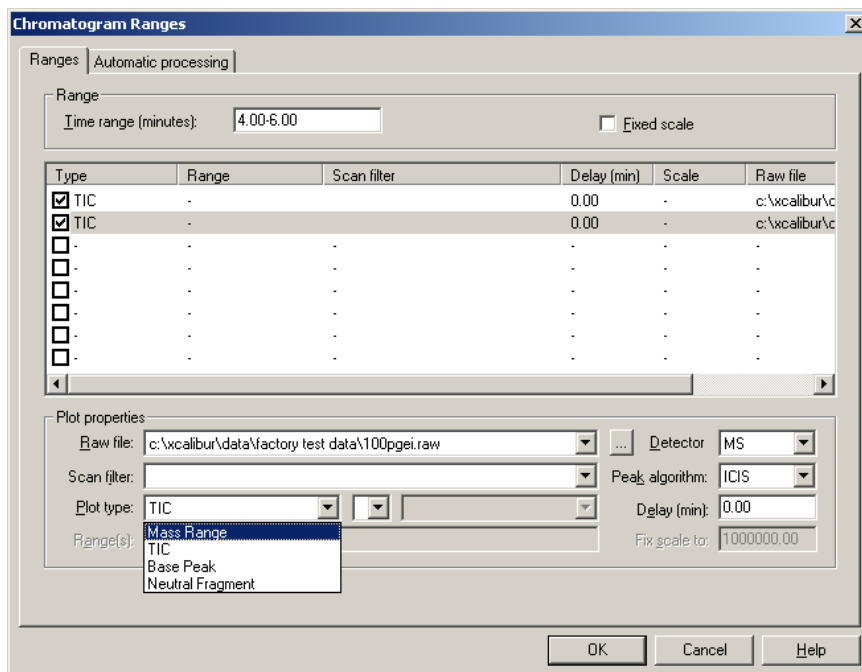 Chromatogram Ranges
Ranges Automatic processing
Range
Time range (minutes): 4.00-6.00 Fixed scale
Type Range Scan filter Delay (min) Scale Raw file
TIC - 0.00 - c:\xcalibur\c
TIC - 0.00 - c:\xcalibur\c
- - - - - -
- - - - - -
- - - - - -
- - - - - -
- - - - - -
- - - - - -
Plot properties
Raw file: c:\xcalibur\data\factory test data\100pgei.raw ... Detector MS
Scan filter: Peak algorithm: ICIS
Plot type: TIC Delay (min): 0.00
Range(s): Mass Range Fix scale to: 1000000.00
TIC
Base Peak
Neutral Fragment
OK Cancel Help